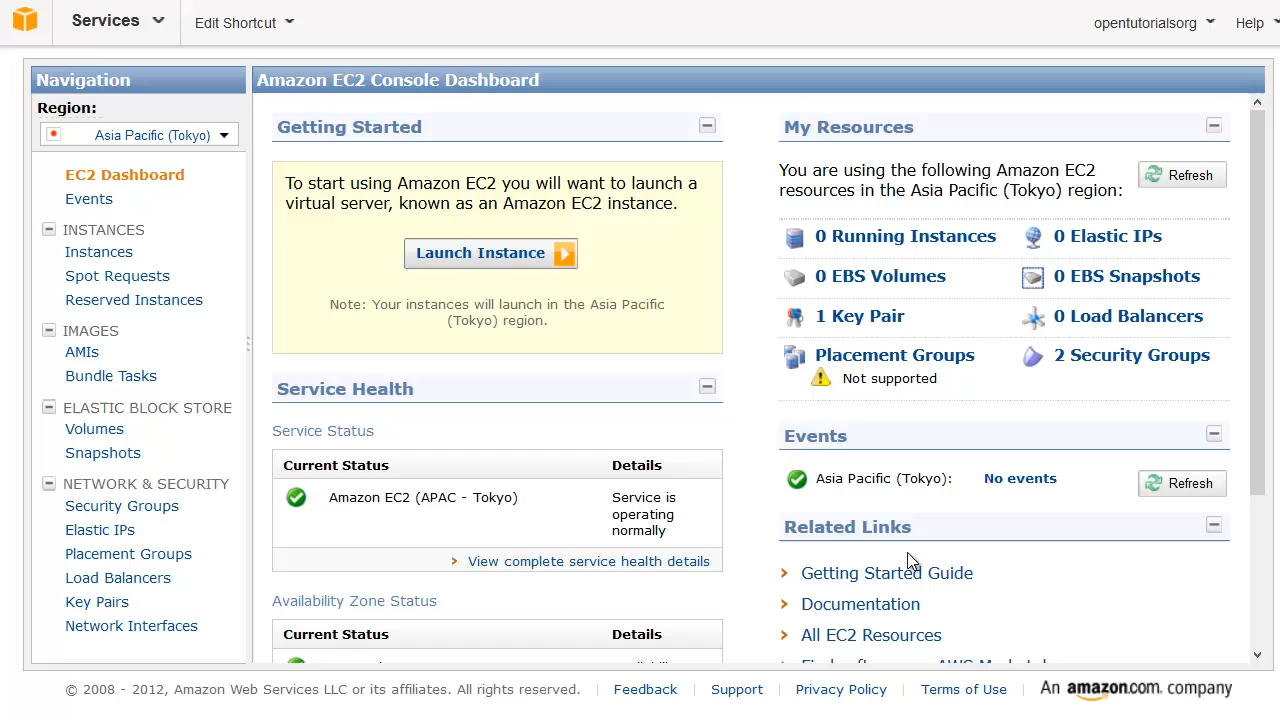 Services
Edit Shortcut
opentutorialsorg
Help
Navigation
Region:
Asia Pacific (Tokyo)
EC2 Dashboard
Events
INSTANCES
Instances
Spot Requests
Reserved Instances
IMAGES
AMIs
Bundle Tasks
ELASTIC BLOCK STORE
Volumes
Snapshots
NETWORK & SECURITY
Security Groups
Elastic IPs
Placement Groups
Load Balancers
Key Pairs
Network Interfaces
Amazon EC2 Console Dashboard
Getting Started
To start using Amazon EC2 you will want to launch a
virtual server, known as an Amazon EC2 instance.
Launch Instance
Note: Your instances will launch in the Asia Pacific
(Tokyo) region.
Service Health
Service Status
Current Status Details
Amazon EC2 (APAC - Tokyo) Service is
operating
normally
View complete service health details
Availability Zone Status
Current Status Details
My Resources
You are using the following Amazon EC2
resources in the Asia Pacific (Tokyo) region:
Refresh
0 Running Instances 0 Elastic IPs
0 EBS Volumes 0 EBS Snapshots
1 Key Pair 0 Load Balancers
Placement Groups 2 Security Groups
Not supported
Events
Asia Pacific (Tokyo): No events
Refresh
Related Links
Getting Started Guide
Documentation
All EC2 Resources
© 2008 - 2012, Amazon Web Services LLC or its affiliates. All rights reserved. | Feedback | Support | Privacy Policy | Terms of Use | An amazon.com company